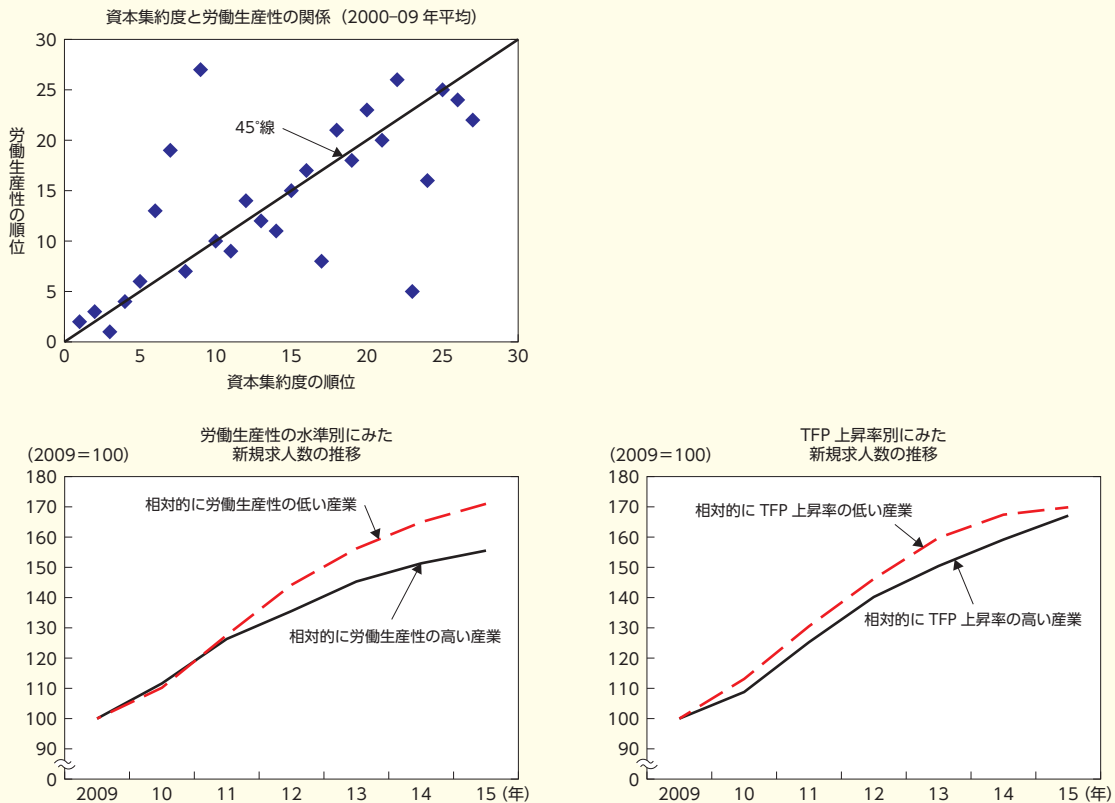 資本集約度と労働生産性の関係（2000-09 年平均）
30
25
20
15
10
5
0
労働生産性の順位
45°線
0 5 10 15 20 25 30
資本集約度の順位
労働生産性の水準別にみた
新規求人数の推移
（2009＝100）
180
170
160
150
140
130
120
110
100
90
0
相対的に労働生産性の低い産業
相対的に労働生産性の高い産業
2009 10 11 12 13 14 15 （年）
TFP 上昇率別にみた
新規求人数の推移
（2009＝100）
180
170
160
150
140
130
120
110
100
90
0
相対的に TFP 上昇率の低い産業
相対的に TFP 上昇率の高い産業
2009 10 11 12 13 14 15 （年）